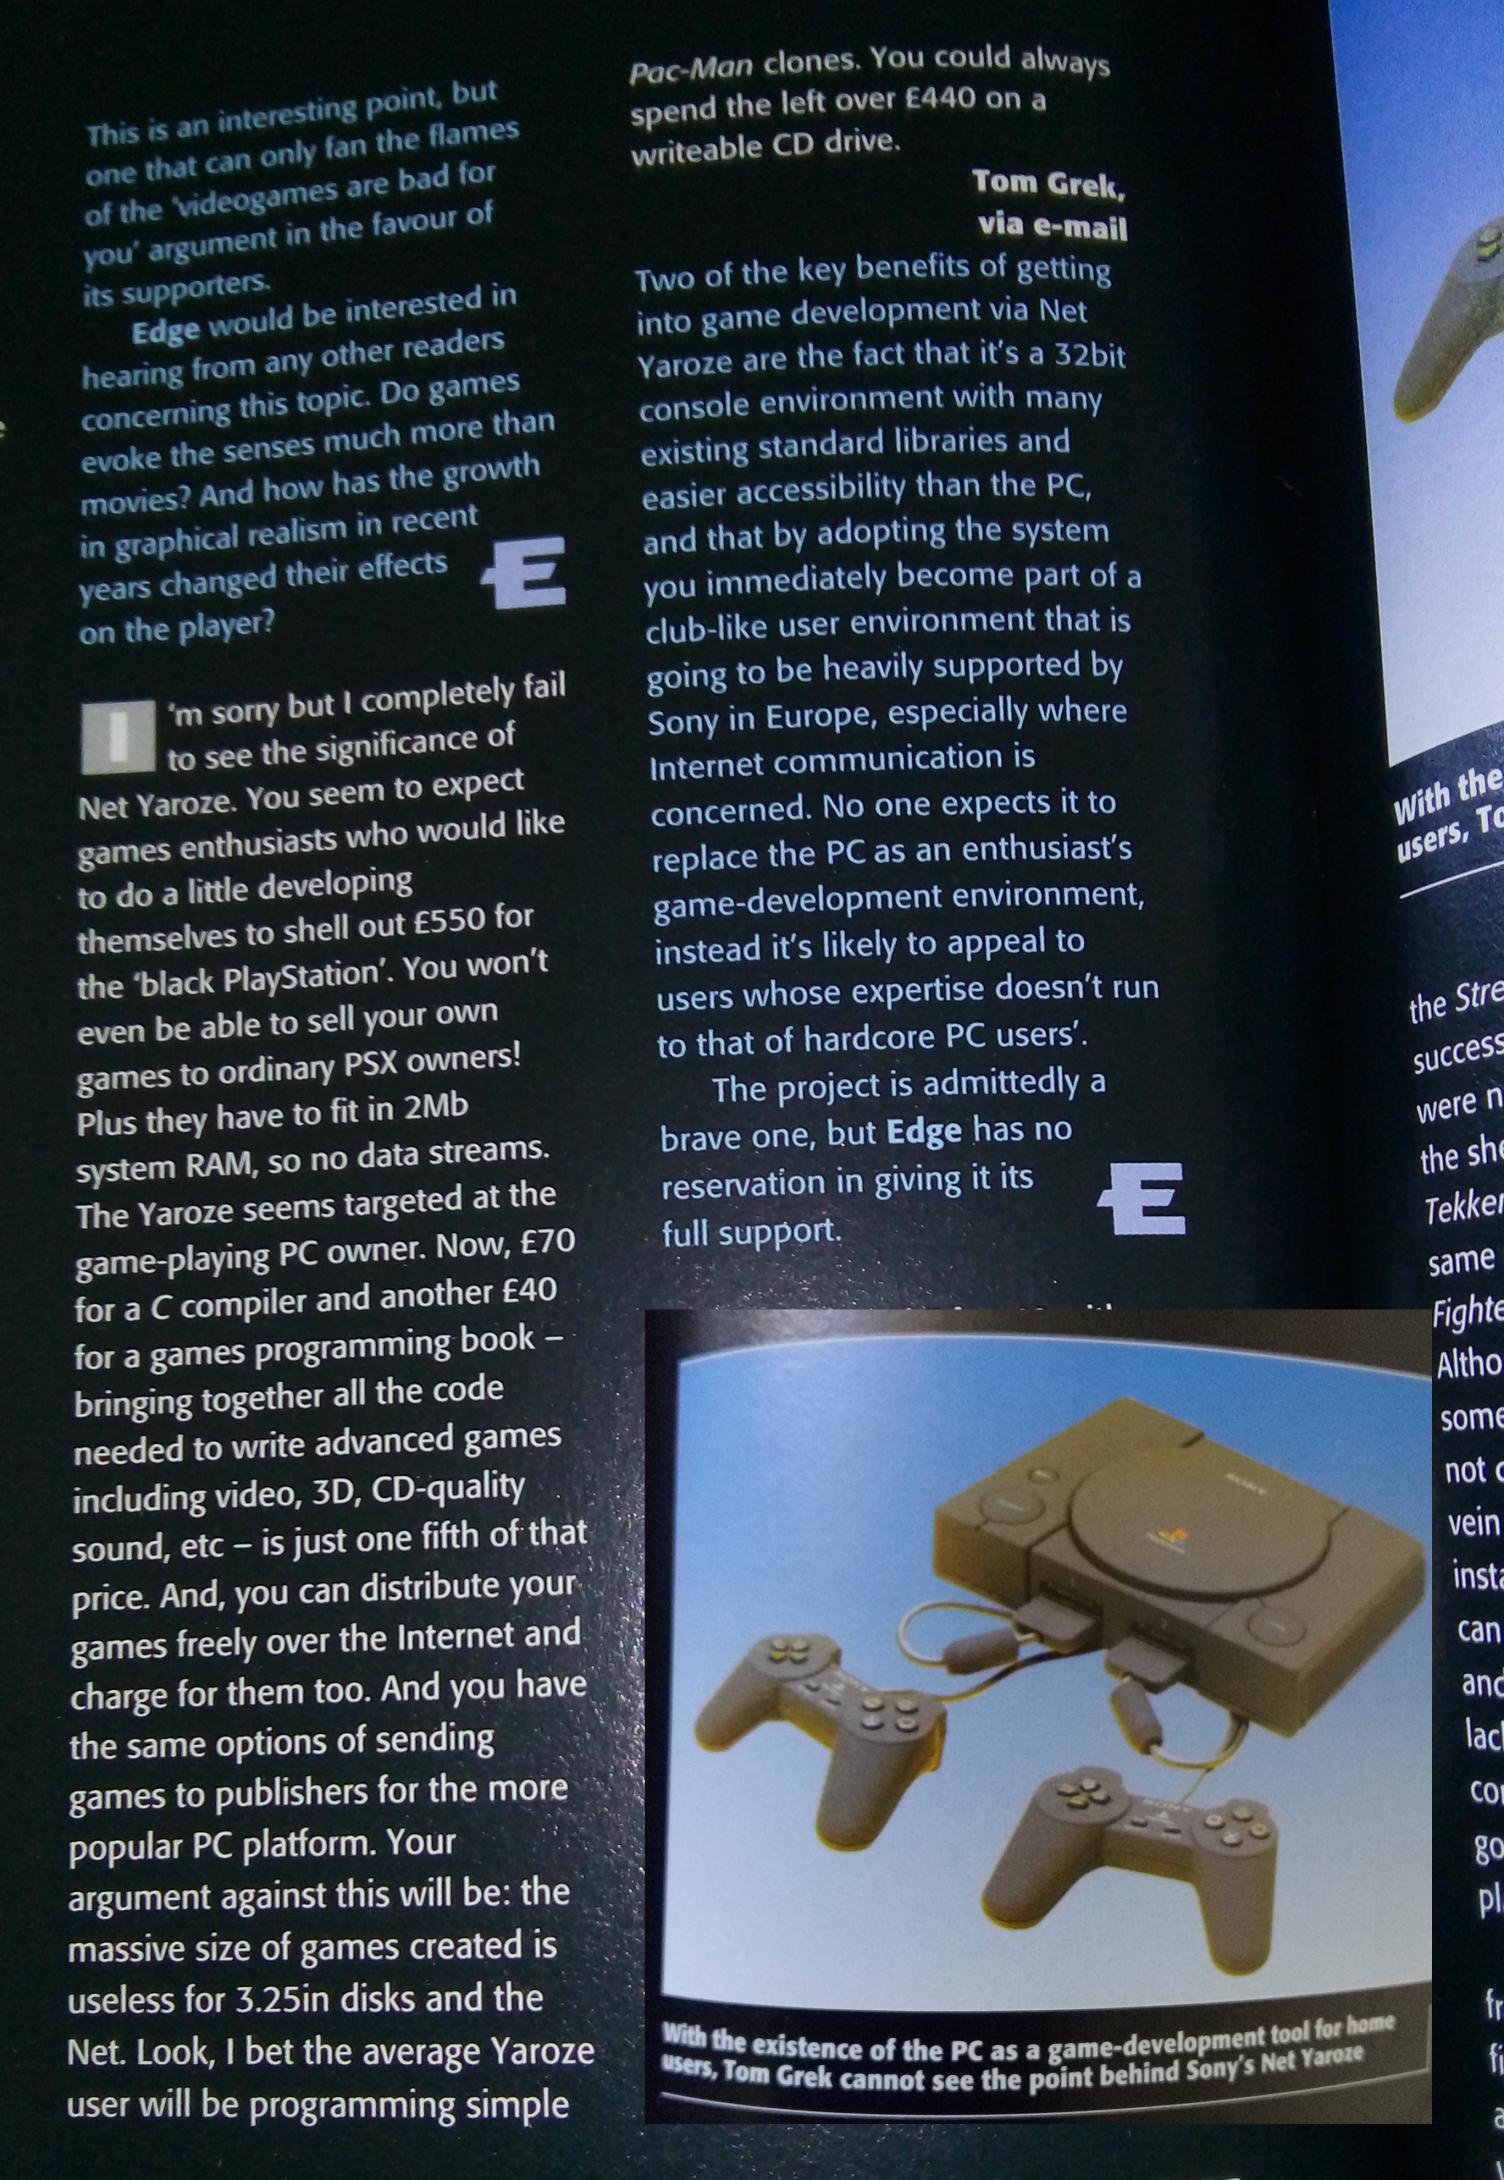 This is an interesting point, but
one that can only fan the flames
of the 'videogames are bad for
you' argument in the favour of
its supporters.
Edge would be interested in
hearing from any other readers
concerning this topic. Do games
evoke the senses much more than
movies? And how has the growth
in graphical realism in recent
years changed their effects
on the player?
E
I'm sorry but I completely fail
to see the significance of
Net Yaroze. You seem to expect
games enthusiasts who would like
to do a little developing
themselves to shell out £550 for
the 'black PlayStation'. You won't
even be able to sell your own
games to ordinary PSX owners!
Plus they have to fit in 2Mb
system RAM, so no data streams.
The Yaroze seems targeted at the
game-playing PC owner. Now, £70
for a C compiler and another £40
for a games programming book –
bringing together all the code
needed to write advanced games
including video, 3D, CD-quality
sound, etc – is just one fifth of that
price. And, you can distribute your
games freely over the Internet and
charge for them too. And you have
the same options of sending
games to publishers for the more
popular PC platform. Your
argument against this will be: the
massive size of games created is
useless for 3.25in disks and the
Net. Look, I bet the average Yaroze
user will be programming simple
Pac-Man clones. You could always
spend the left over £440 on a
writeable CD drive.
Tom Grek,
via e-mail
Two of the key benefits of getting
into game development via Net
Yaroze are the fact that it's a 32bit
console environment with many
existing standard libraries and
easier accessibility than the PC,
and that by adopting the system
you immediately become part of a
club-like user environment that is
going to be heavily supported by
Sony in Europe, especially where
Internet communication is
concerned. No one expects it to
replace the PC as an enthusiast's
game-development environment,
instead it's likely to appeal to
users whose expertise doesn't run
to that of hardcore PC users'.
The project is admittedly a
brave one, but Edge has no
reservation in giving it its
full support.
E
SONY
SONY
With the existence of the PC as a game-development tool for home
users, Tom Grek cannot see the point behind Sony's Net Yaroze
With the
users, To
the Stre
success
were n
the she
Tekker
same
Fighte
Altho
some
not
vein
insta
can
and